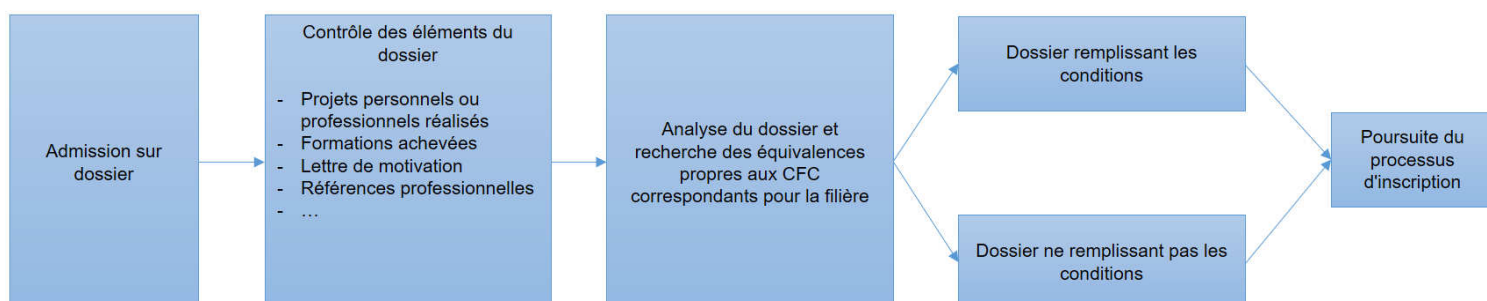 Admission sur
dossier
Contrôle des éléments du
dossier
- Projets personnels ou
professionnels réalisés
- Formations achevées
- Lettre de motivation
- Références professionnelles
- …
Analyse du dossier et
recherche des équivalences
propres aux CFC
correspondants pour la filière
Dossier remplissant les
conditions
Dossier ne remplissant pas les
conditions
Poursuite du
processus
d'inscription